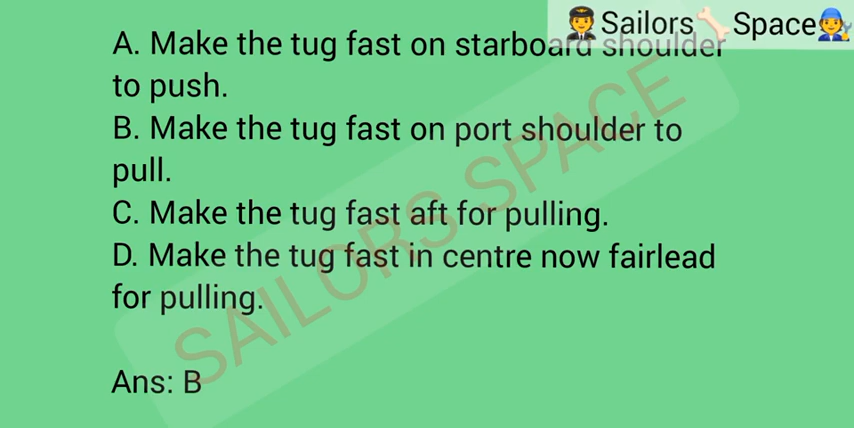 Sailors Space
A. Make the tug fast on starboard shoulder
to push.
B. Make the tug fast on port shoulder to
pull.
C. Make the tug fast aft for pulling.
D. Make the tug fast in centre now fairlead
for pulling.
Ans: B
SAILORS SPACE